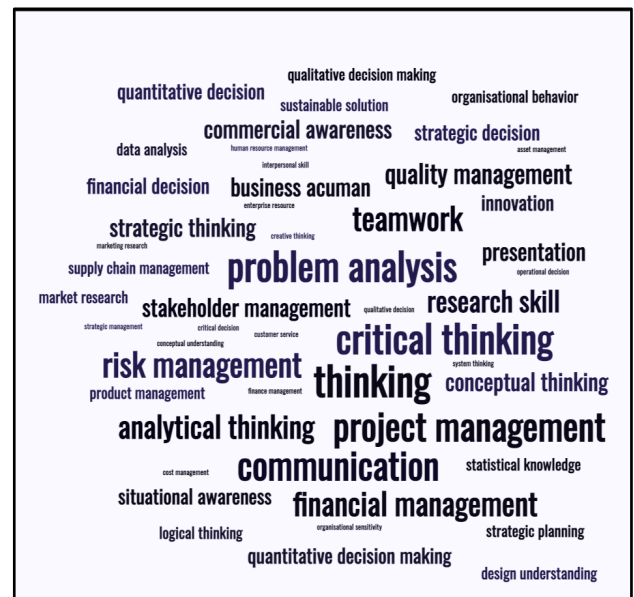 qualitative decision making
quantitative decision
organisational behavior
sustainable solution
commercial awareness
strategic decision
data analysis
human resource management
asset management
interpersonal skill
quality management
financial decision
business acuman
innovation
enterprise resource
teamwork
strategic thinking
creative thinking
marketing research
presentation
supply chain management
problem analysis
operational decision
market research
stakeholder management
qualitative decision
research skill
strategic management
critical decision
customer service
critical thinking
conceptual understanding
risk management
system thinking
thinking
conceptual thinking
product management
finance management
analytical thinking
project management
communication
statistical knowledge
cost management
situational awareness
financial management
logical thinking
organisational sensitivity
strategic planning
quantitative decision making
design understanding